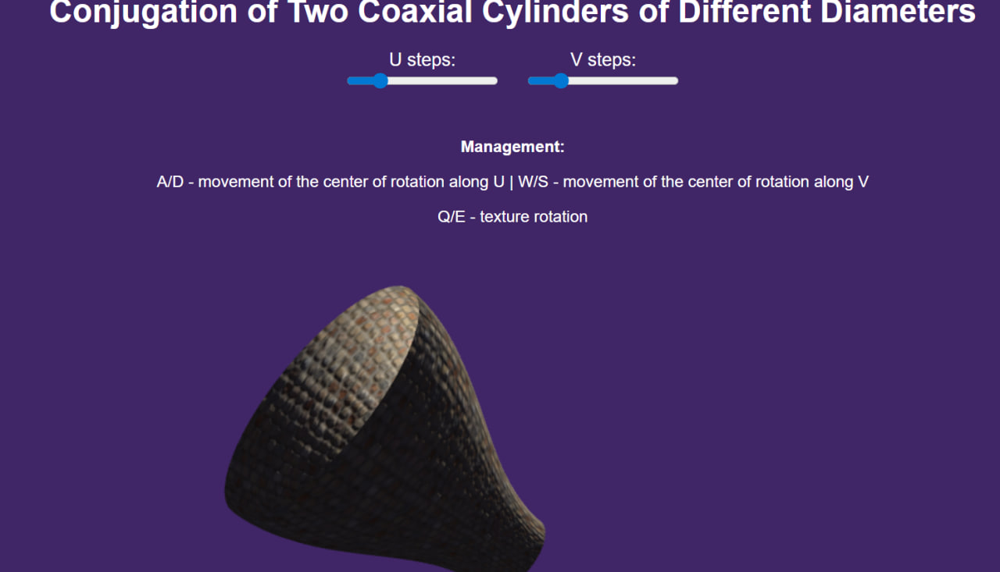 Conjugation of Two Coaxial Cylinders of Different Diameters
U steps: V steps:
Management:
A/D - movement of the center of rotation along U | W/S - movement of the center of rotation along V
Q/E - texture rotation